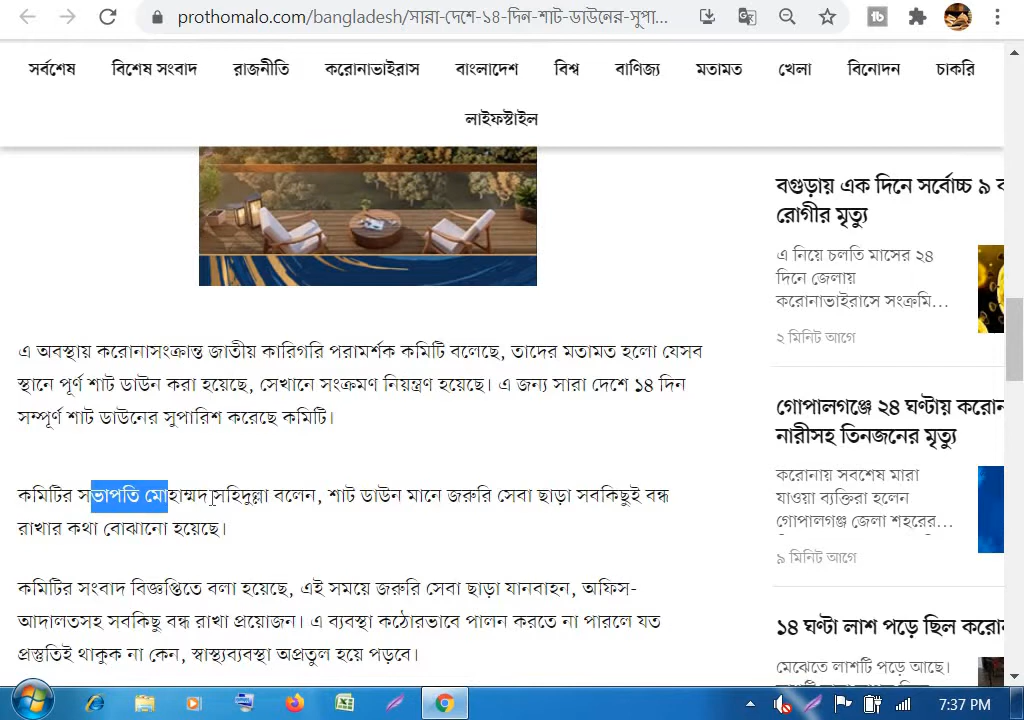 prothomalo.com/bangladesh/সারা-দেশে-১৪-দিন-শাট-ডাউনের-সুপা...
সর্বশেষ বিশেষ সংবাদ রাজনীতি করোনাভাইরাস বাংলাদেশ বিশ্ব বাণিজ্য মতামত খেলা বিনোদন চাকরি
লাইফস্টাইল
এ অবস্থায় করোনাসংক্রান্ত জাতীয় কারিগরি পরামর্শক কমিটি বলেছে, তাদের মতামত হলো যেসব
স্থানে পূর্ণ শাট ডাউন করা হয়েছে, সেখানে সংক্রমণ নিয়ন্ত্রণ হয়েছে। এ জন্য সারা দেশে ১৪ দিন
সম্পূর্ণ শাট ডাউনের সুপারিশ করেছে কমিটি।
কমিটির সভাপতি মোহাম্মদ সহিদুল্লা বলেন, শাট ডাউন মানে জরুরি সেবা ছাড়া সবকিছুই বন্ধ
রাখার কথা বোঝানো হয়েছে।
কমিটির সংবাদ বিজ্ঞপ্তিতে বলা হয়েছে, এই সময়ে জরুরি সেবা ছাড়া যানবাহন, অফিস-
আদালতসহ সবকিছু বন্ধ রাখা প্রয়োজন। এ ব্যবস্থা কঠোরভাবে পালন করতে না পারলে যত
প্রস্তুতিই থাকুক না কেন, স্বাস্থ্যব্যবস্থা অপ্রতুল হয়ে পড়বে।
বগুড়ায় এক দিনে সর্বোচ্চ ৯ ক
রোগীর মৃত্যু
এ নিয়ে চলতি মাসের ২৪
দিনে জেলায়
করোনাভাইরাসে সংক্রমি...
২ মিনিট আগে
গোপালগঞ্জে ২৪ ঘণ্টায় করোন
নারীসহ তিনজনের মৃত্যু
করোনায় সবশেষ মারা
যাওয়া ব্যক্তিরা হলেন
গোপালগঞ্জ জেলা শহরের...
৯ মিনিট আগে
১৪ ঘণ্টা লাশ পড়ে ছিল করোন
মেঝেতে লাশটি পড়ে আছে।
7:37 PM